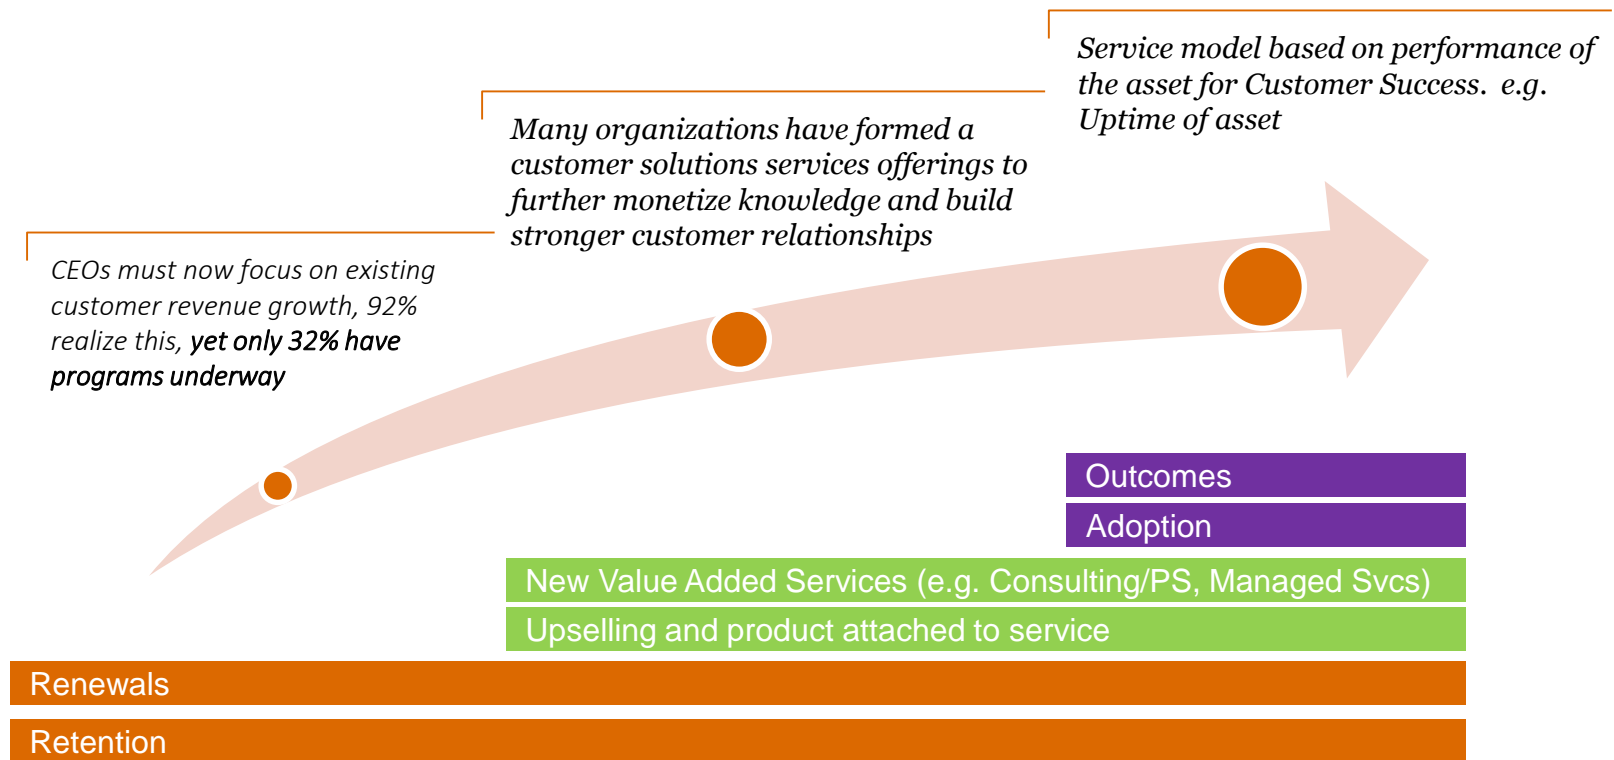 CEOs must now focus on existing
customer revenue growth, 92%
realize this, yet only 32% have
programs underway
Many organizations have formed a
customer solutions services offerings to
further monetize knowledge and build
stronger customer relationships
Service model based on performance of
the asset for Customer Success.  e.g.
Uptime of asset
Outcomes
Adoption
New Value Added Services (e.g. Consulting/PS, Managed Svcs)
Upselling and product attached to service
Renewals
Retention